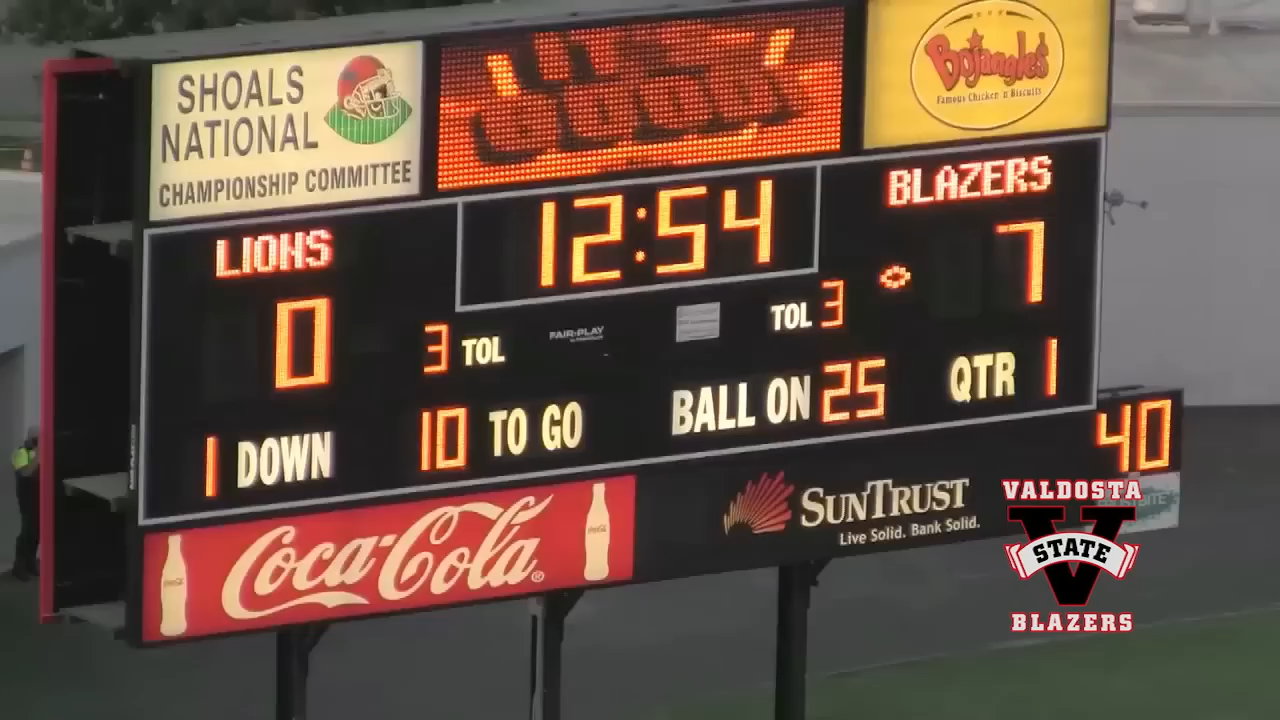 SHOALS
NATIONAL
CHAMPIONSHIP COMMITTEE
Bojangles'
Famous Chicken 'n Biscuits
LIONS
12:54
BLAZERS
0
3 TOL
FAIR-PLAY
TOL 3
7
1 DOWN
10 TO GO
BALL ON 25
QTR 1
40
Coca-Cola®
SUNTRUST
Live Solid. Bank Solid.
VALDOSTA
V
STATE
BLAZERS